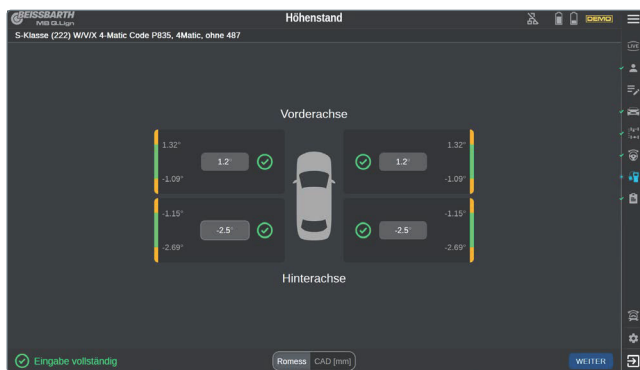 BEISSBARTH
MB Q.Lign
Höhenstand
DEMO
S-Klasse (222) W/V/X 4-Matic Code P835, 4Matic, ohne 487
LIVE
Vorderachse
1.32° 1.2° 1.2° 1.32°
-1.09° -1.09°
-1.15° -2.5° -2.5° -1.15°
-2.69° -2.69°
Hinterachse
Eingabe vollständig
Romess CAD [mm]
WEITER